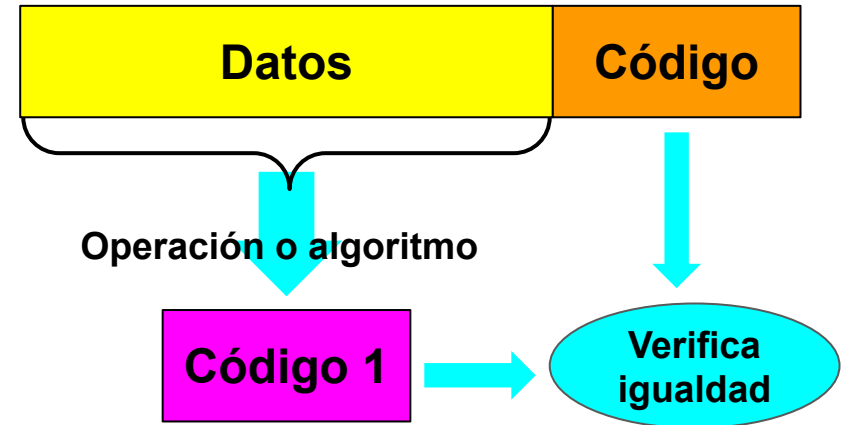 Datos
Código
Operación o algoritmo
Código 1
Verifica
igualdad